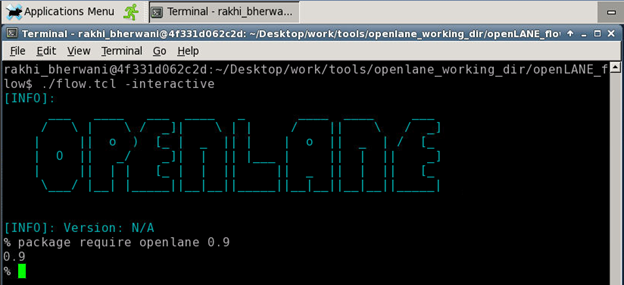 Applications Menu
Terminal - rakhi_bherwa...
Terminal - rakhi_bherwani@4f331d062c2d: ~/Desktop/work/tools/openlane_working_dir/openLANE_flo
File Edit View Terminal Go Help
rakhi_bherwani@4f331d062c2d:~/Desktop/work/tools/openlane_working_dir/openLANE_f
low$ ./flow.tcl -interactive
[INFO]:
OPENLANE
[INFO]: Version: N/A
% package require openlane 0.9
0.9
%